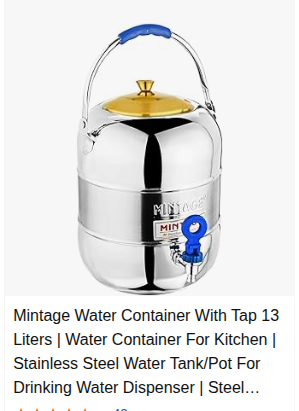 MINTAGE
MINT
Mintage Water Container With Tap 13
Liters | Water Container For Kitchen |
Stainless Steel Water Tank/Pot For
Drinking Water Dispenser | Steel…